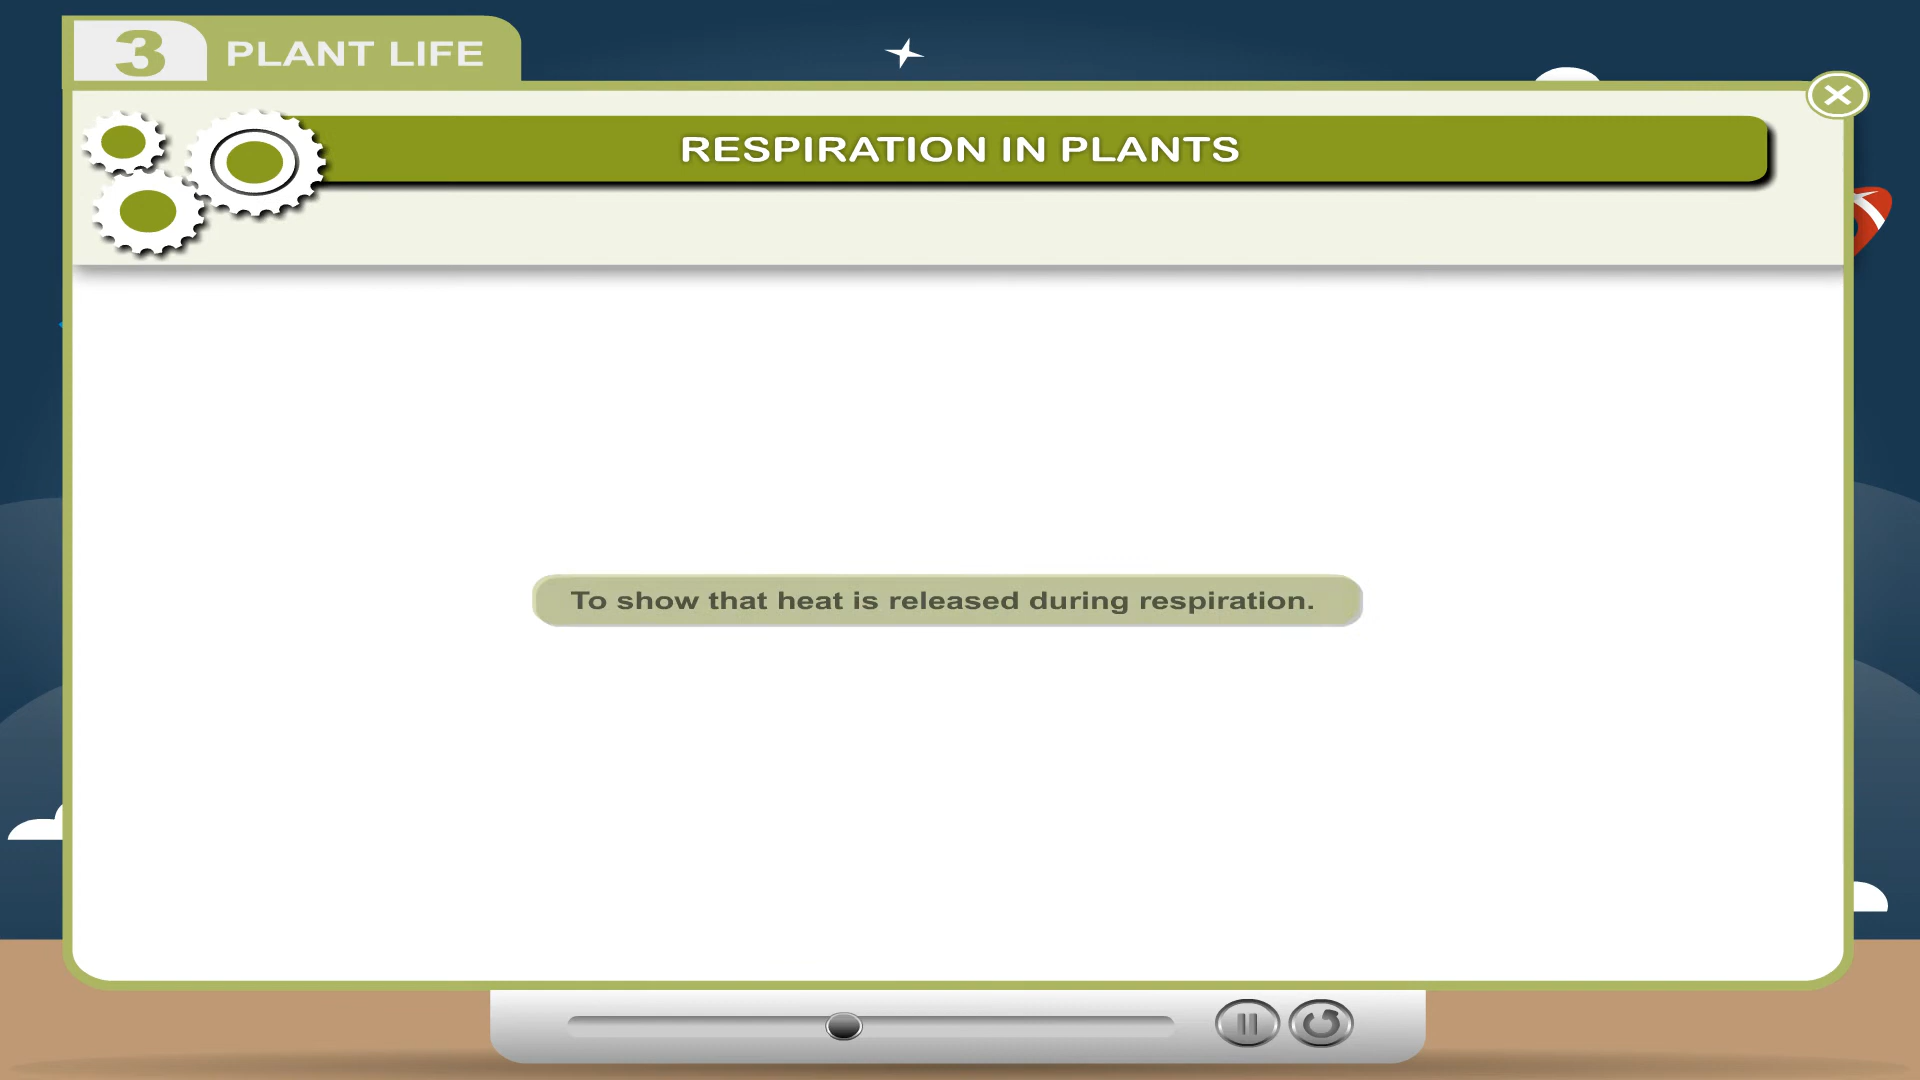 3 PLANT LIFE
RESPIRATION IN PLANTS
To show that heat is released during respiration.